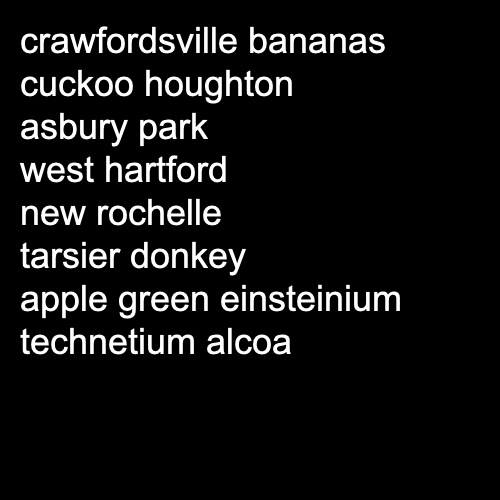 crawfordsville bananas
cuckoo houghton
asbury park
west hartford
new rochelle
tarsier donkey
apple green einsteinium
technetium alcoa